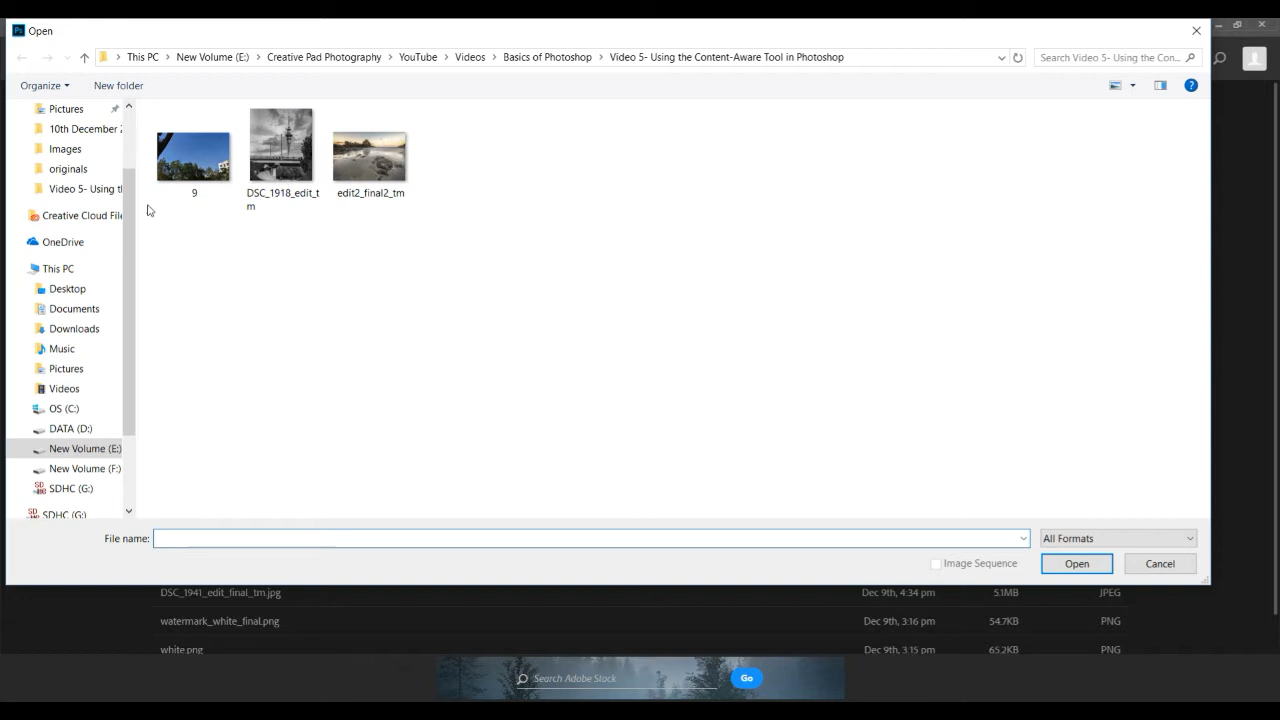 Ps Open
This PC > New Volume (E:) > Creative Pad Photography > YouTube > Videos > Basics of Photoshop > Video 5- Using the Content-Aware Tool in Photoshop
Search Video 5- Using the Con...
Organize
New folder
?
Pictures
10th December 2
Images
originals
Video 5- Using th
Creative Cloud File
OneDrive
This PC
Desktop
Documents
Downloads
Music
Pictures
Videos
OS (C:)
DATA (D:)
New Volume (E:)
New Volume (F:)
SDHC (G:)
SDHC (G:)
9
DSC_1918_edit_t
m
edit2_final2_tm
File name:
All Formats
Image Sequence
Open
Cancel
DSC_1941_edit_final_tm.jpg Dec 9th, 4:34 pm 5.1MB JPEG
watermark_white_final.png Dec 9th, 3:16 pm 54.7KB PNG
white.png Dec 9th, 3:15 pm 65.2KB PNG
Search Adobe Stock
Go